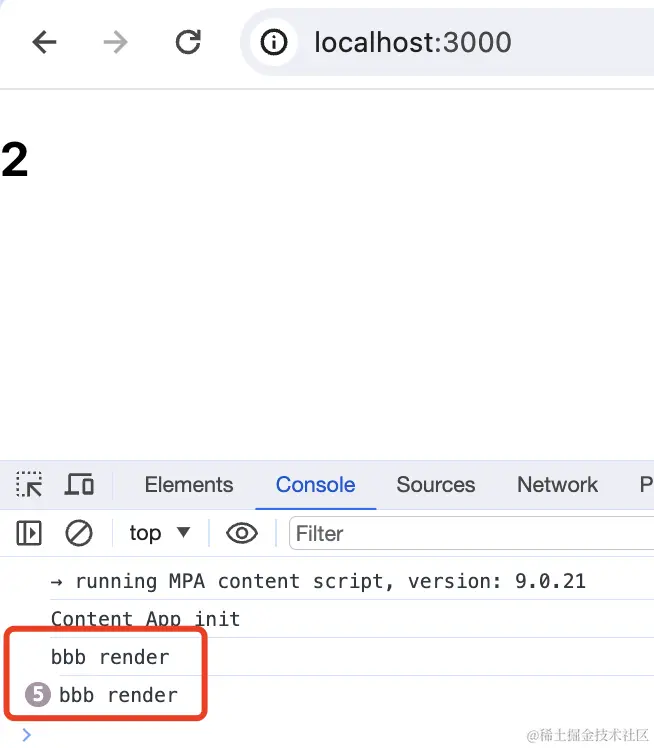 localhost:3000
2
Elements Console Sources Network P
top Filter
→ running MPA content script, version: 9.0.21
Content App init
bbb render
5 bbb render
@稀土掘金技术社区